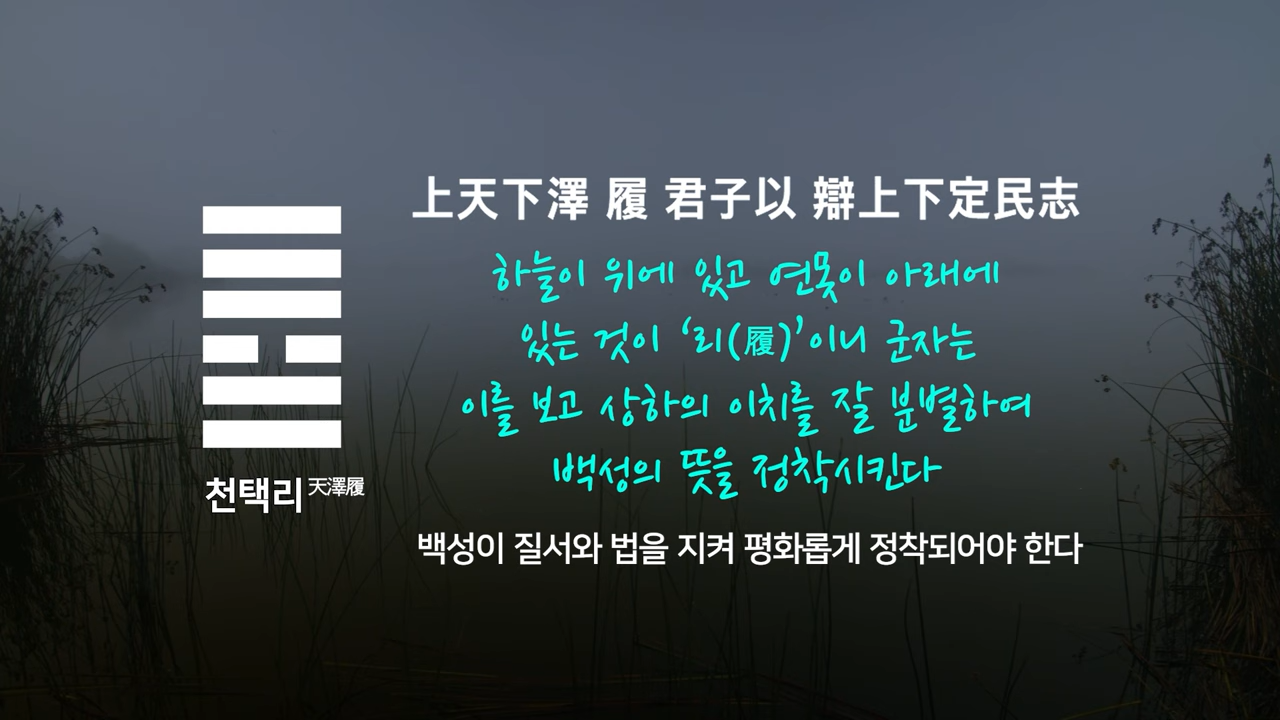 上天下澤 履 君子以 辯上下定民志
하늘이 위에 있고 연못이 아래에
있는 것이 ‘리(履)’이니 군자는
이를 보고 상하의 이치를 잘 분별하여
백성의 뜻을 정착시킨다
천택리 天澤履
백성이 질서와 법을 지켜 평화롭게 정착되어야 한다